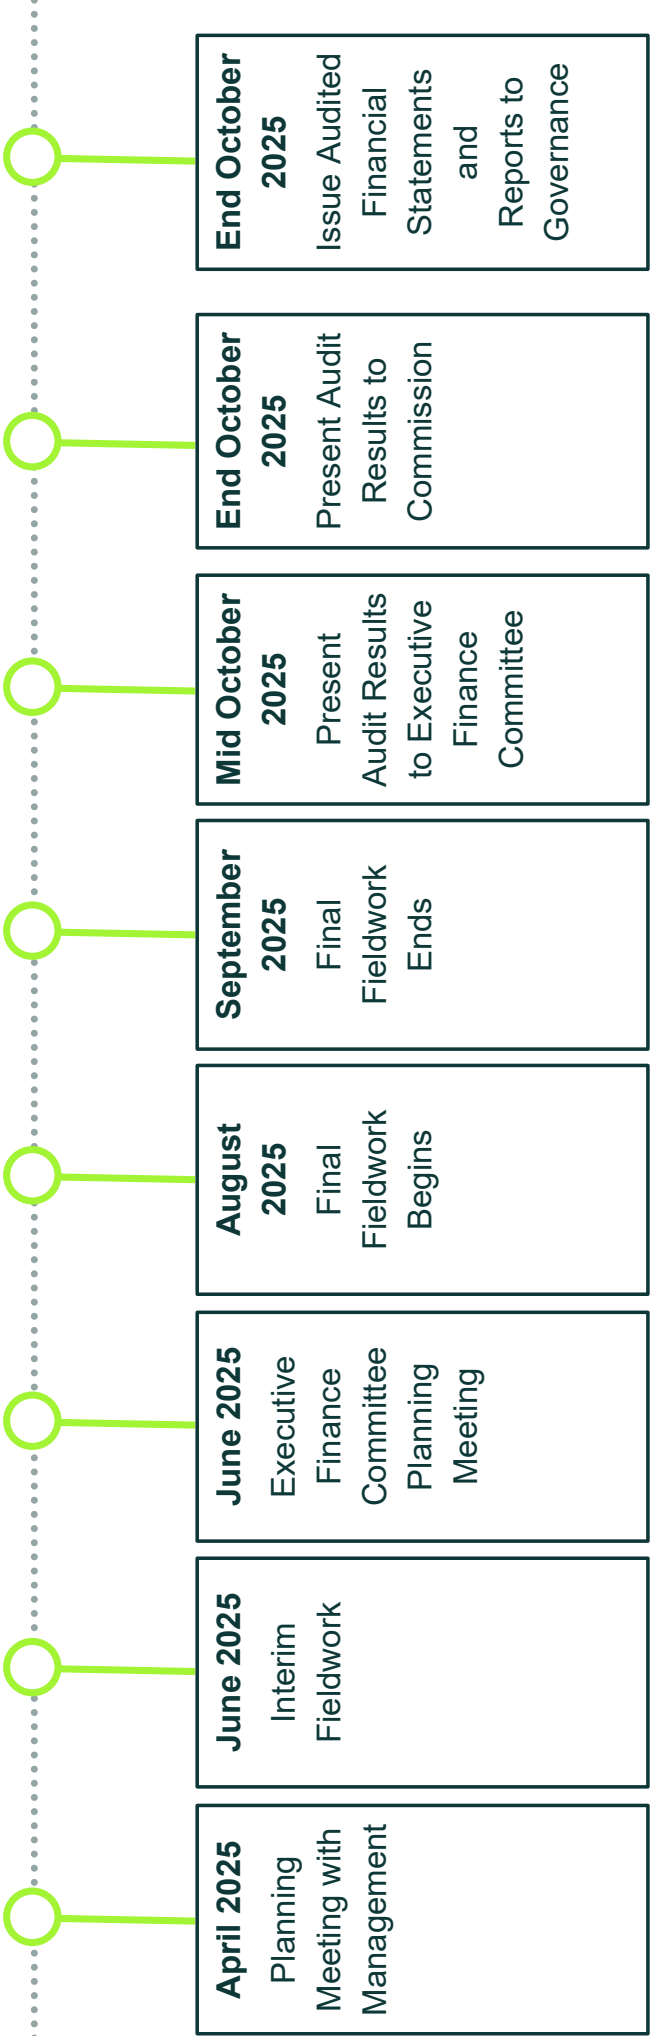 April 2025
Planning
Meeting with
Management
June 2025
Interim
Fieldwork
June 2025
Executive
Finance
Committee
Planning
Meeting
August
2025
Final
Fieldwork
Begins
September
2025
Final
Fieldwork
Ends
Mid October
2025
Present
Audit Results
to Executive
Finance
Committee
End October
2025
Present Audit
Results to
Commission
End October
2025
Issue Audited
Financial
Statements
and
Reports to
Governance